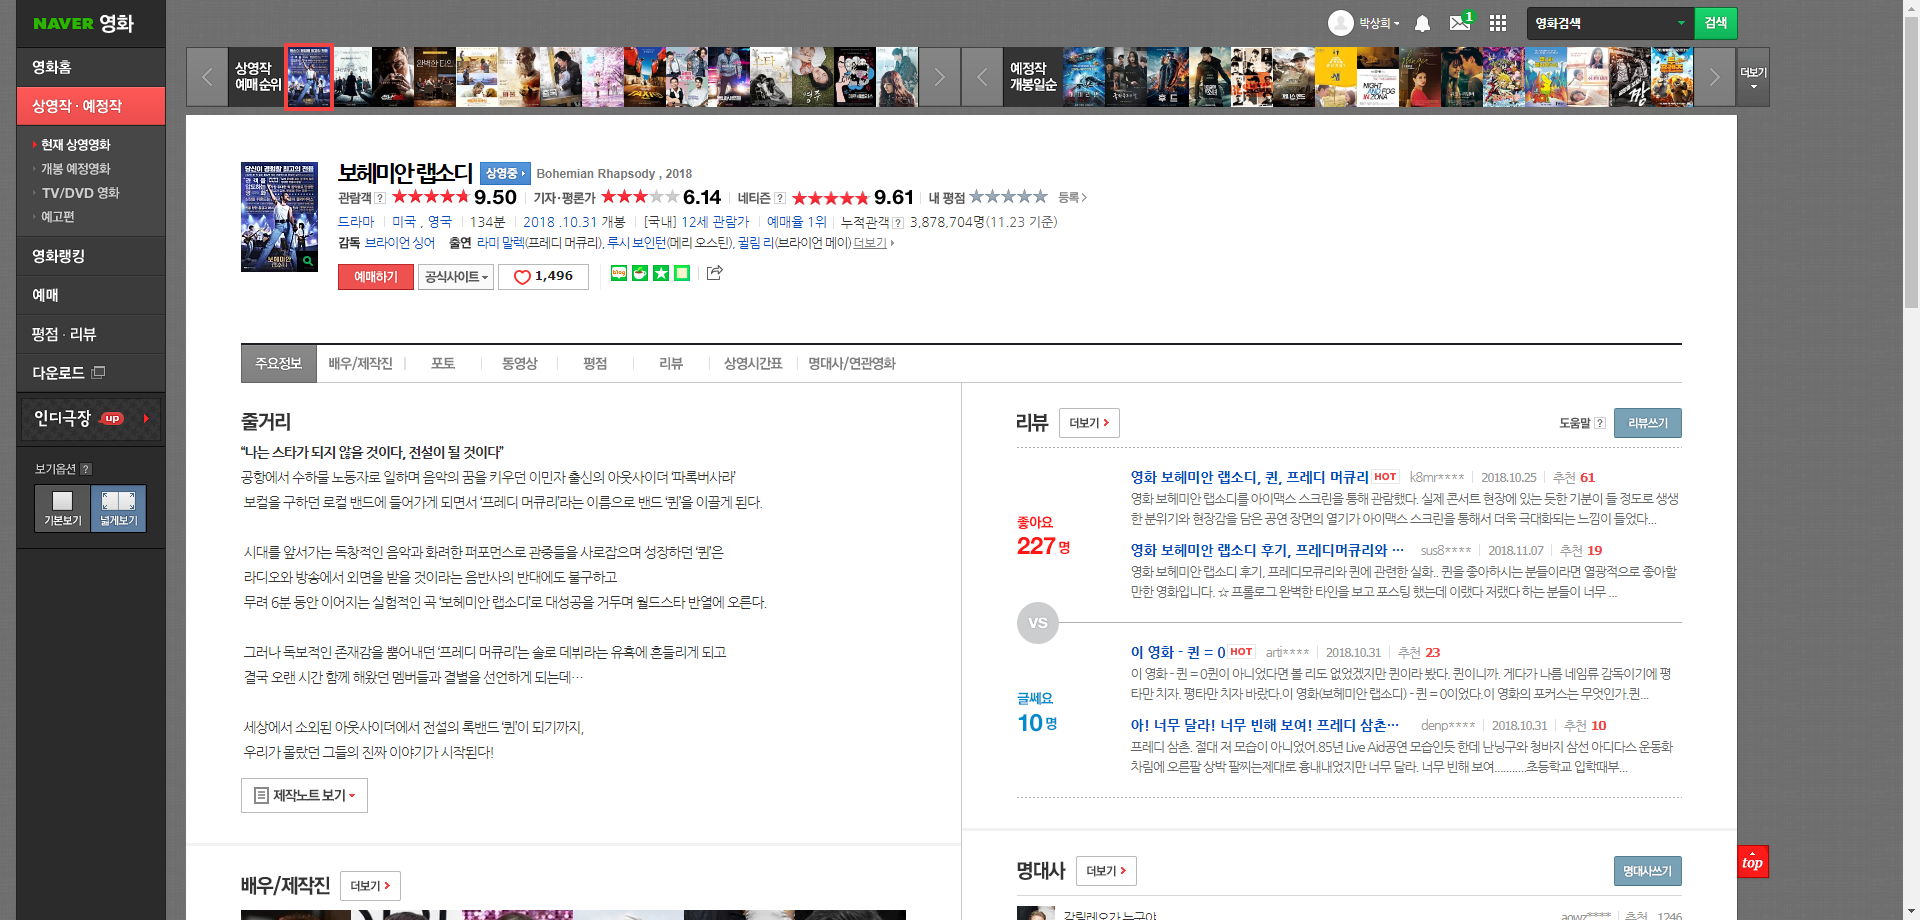 NAVER 영화
박상희
1
영화검색
검색
영화홈
상영작 · 예정작
현재 상영영화
개봉 예정영화
TV/DVD 영화
예고편
영화랭킹
예매
평점 · 리뷰
다운로드
인디극장 up
보기옵션 ?
기본보기 넓게보기
상영작
예매순위
예정작
개봉일순
더보기
보헤미안 랩소디 상영중 Bohemian Rhapsody , 2018
관람객 ? 9.50 기자·평론가 6.14 네티즌 ? 9.61 내 평점 등록
드라마 미국 , 영국 134분 2018 .10.31 개봉 [국내] 12세 관람가 예매율 1위 누적관객 ? 3,878,704명(11.23 기준)
감독 브라이언 싱어 출연 라미 말렉(프레디 머큐리), 루시 보인턴(메리 오스틴), 귈림 리(브라이언 메이) 더보기
예매하기 공식사이트 1,496
blog
주요정보 배우/제작진 포토 동영상 평점 리뷰 상영시간표 명대사/연관영화
줄거리
“나는 스타가 되지 않을 것이다, 전설이 될 것이다”
공항에서 수하물 노동자로 일하며 음악의 꿈을 키우던 이민자 출신의 아웃사이더 ‘파록버사라’
보컬을 구하던 로컬 밴드에 들어가게 되면서 ‘프레디 머큐리’라는 이름으로 밴드 ‘퀸’을 이끌게 된다.
시대를 앞서가는 독창적인 음악과 화려한 퍼포먼스로 관중들을 사로잡으며 성장하던 ‘퀸’은
라디오와 방송에서 외면을 받을 것이라는 음반사의 반대에도 불구하고
무려 6분 동안 이어지는 실험적인 곡 ‘보헤미안 랩소디’로 대성공을 거두며 월드스타 반열에 오른다.
그러나 독보적인 존재감을 뿜어내던 ‘프레디 머큐리’는 솔로 데뷔라는 유혹에 흔들리게 되고
결국 오랜 시간 함께 해왔던 멤버들과 결별을 선언하게 되는데…
세상에서 소외된 아웃사이더에서 전설의 록밴드 ‘퀸’이 되기까지,
우리가 몰랐던 그들의 진짜 이야기가 시작된다!
제작노트 보기
배우/제작진 더보기
리뷰 더보기 도움말 ? 리뷰쓰기
좋아요
227 명
영화 보헤미안 랩소디, 퀸, 프레디 머큐리 HOT k8mr**** 2018.10.25 추천 61
영화 보헤미안 랩소디를 아이맥스 스크린을 통해 관람했다. 실제 콘서트 현장에 있는 듯한 기분이 들 정도로 생생
한 분위기와 현장감을 담은 공연 장면의 열기가 아이맥스 스크린을 통해서 더욱 극대화되는 느낌이 들었다...
영화 보헤미안 랩소디 후기, 프레디머큐리와 … sus8**** 2018.11.07 추천 19
영화 보헤미안 랩소디 후기, 프레디모큐리와 퀸에 관련한 실화.. 퀸을 좋아하시는 분들이라면 열광적으로 좋아할
만한 영화입니다. ☆ 프롤로그 완벽한 타인을 보고 포스팅 했는데 이랬다 저랬다 하는 분들이 너무 ...
VS
글쎄요
10 명
이 영화 - 퀸 = 0 HOT arti**** 2018.10.31 추천 23
이 영화 - 퀸 = 0퀸이 아니었다면 볼 리도 없었겠지만 퀸이라 봤다. 퀸이니까. 게다가 나름 네임류 감독이기에 평
타만 치자. 평타만 치자 바랐다.이 영화(보헤미안 랩소디) - 퀸 = 0이었다.이 영화의 포커스는 무엇인가.퀸...
아! 너무 달라! 너무 빈해 보여! 프레디 삼촌… denp**** 2018.10.31 추천 10
프레디 삼촌. 절대 저 모습이 아니었어.85년 Live Aid공연 모습인듯 한데 난닝구와 청바지 삼선 아디다스 운동화
차림에 오른팔 상박 팔찌는제대로 흉내내었지만 너무 달라. 너무 빈해 보여..........초등학교 입학때부...
명대사 더보기 명대사쓰기
갈릴레오가 누구야
aowz**** 추천 1246
top